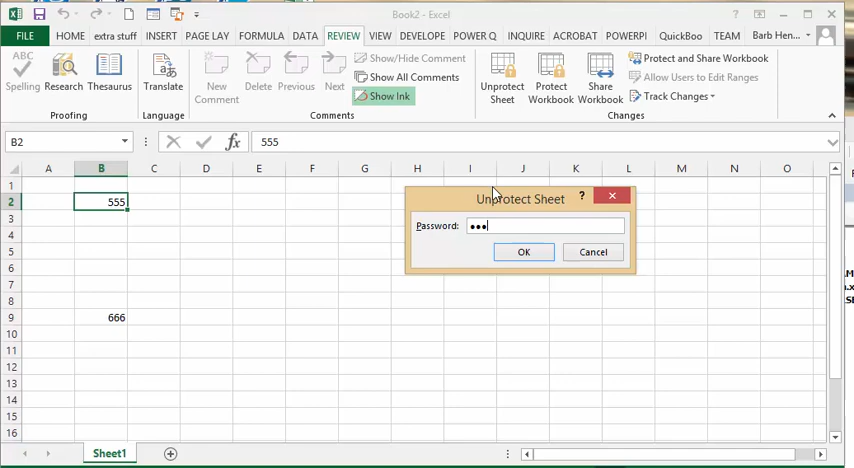 Book2 - Excel
?
FILE HOME extra stuff INSERT PAGE LAY FORMULA DATA REVIEW VIEW DEVELOPE POWER Q INQUIRE ACROBAT POWERPI QuickBoo TEAM Barb Hen...
ABC
Spelling Research Thesaurus
Proofing
Translate
Language
New Comment Delete Previous Next
Show/Hide Comment
Show All Comments
Show Ink
Comments
Unprotect Sheet
Protect Workbook
Share Workbook
Protect and Share Workbook
Allow Users to Edit Ranges
Track Changes
Changes
B2 fx 555
A B C D E F G H I J K L M N O
1
2 555
3
4
5
6
7
8
9 666
10
11
12
13
14
15
16
Unprotect Sheet ?
Password: •••
OK Cancel
Sheet1